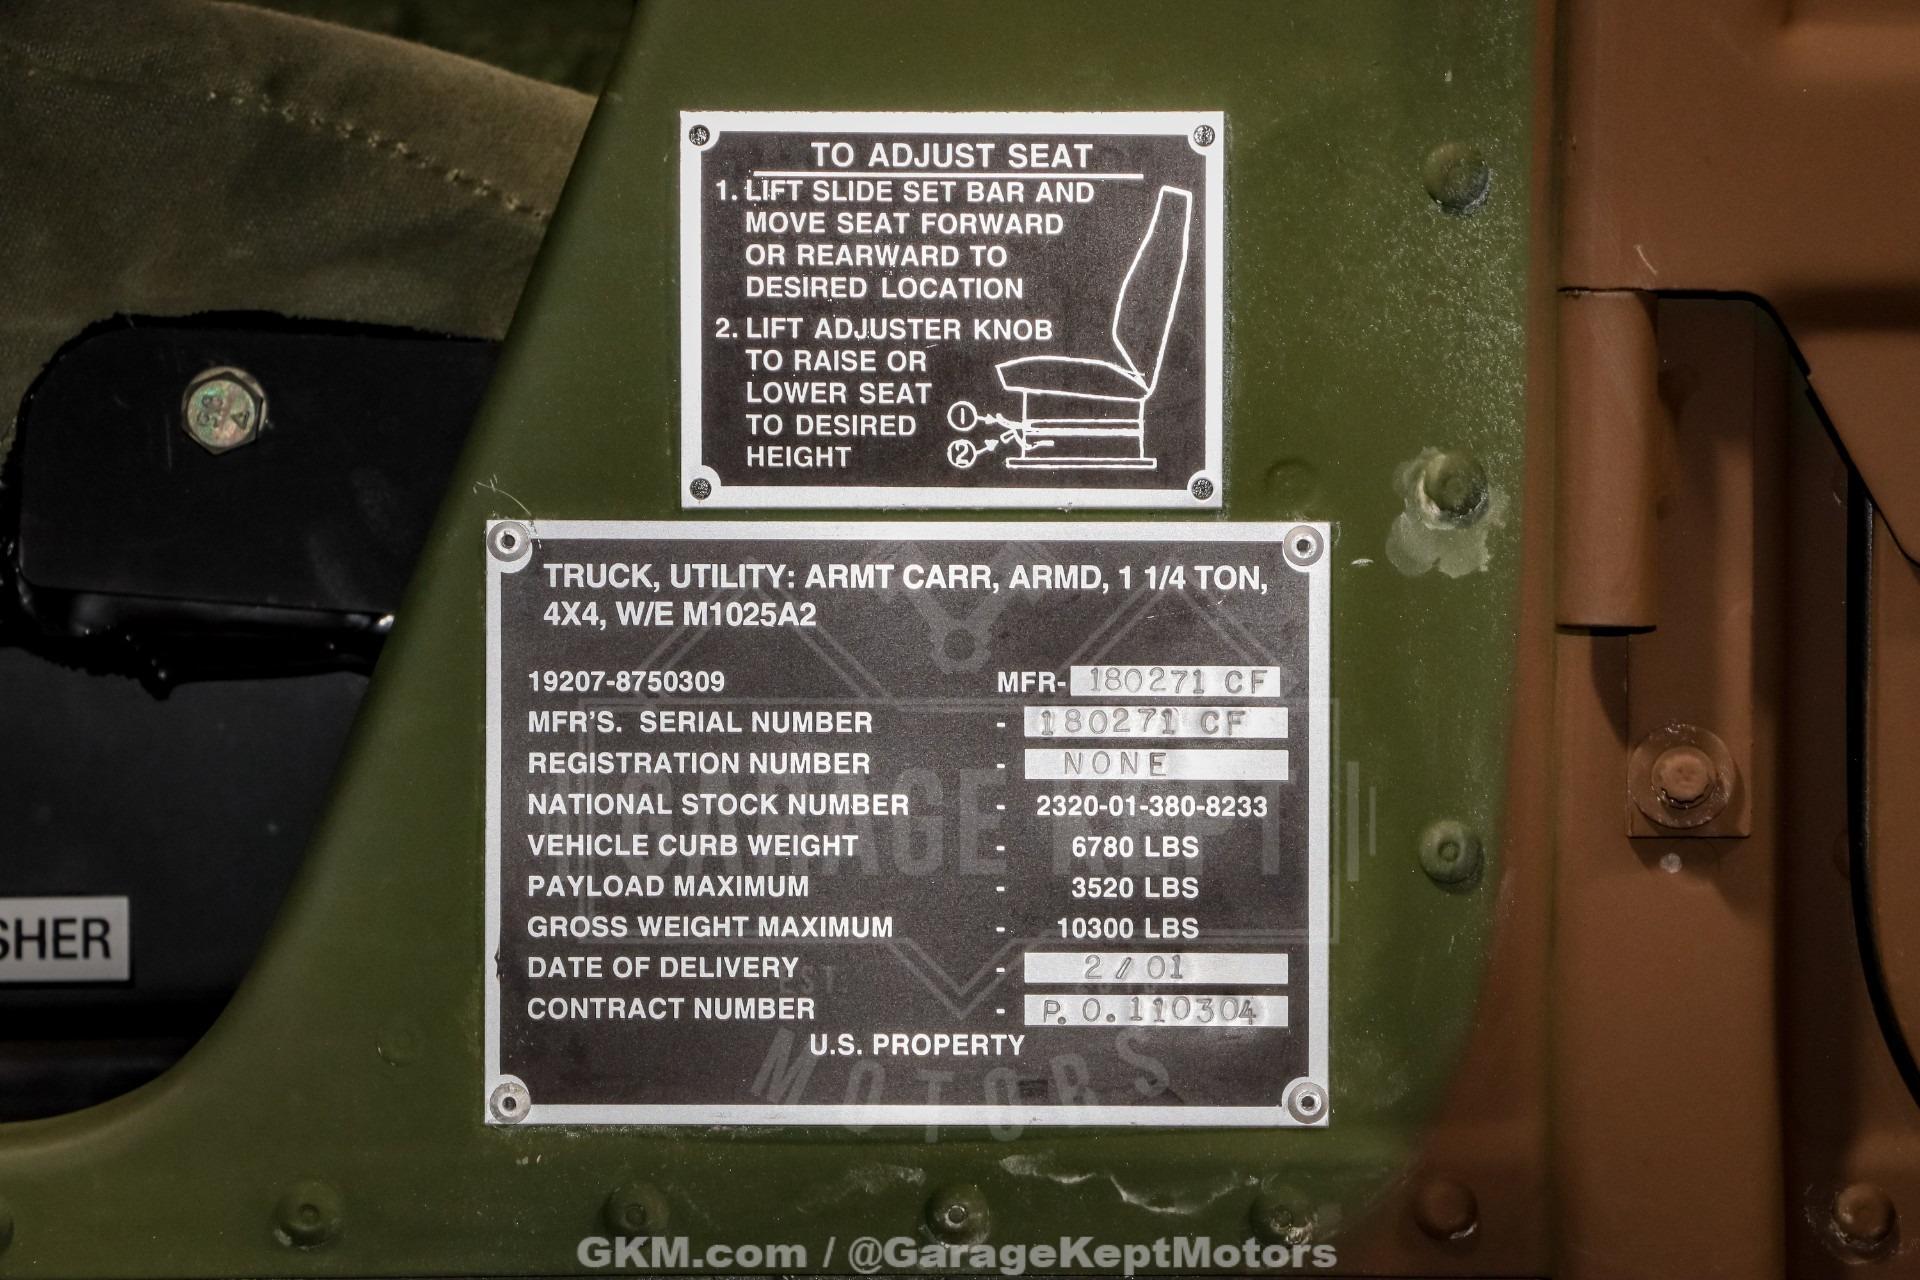 TO ADJUST SEAT
1. LIFT SLIDE SET BAR AND
MOVE SEAT FORWARD
OR REARWARD TO
DESIRED LOCATION
2. LIFT ADJUSTER KNOB
TO RAISE OR
LOWER SEAT
TO DESIRED
HEIGHT
1
2
TRUCK, UTILITY: ARMT CARR, ARMD, 1 1/4 TON,
4X4, W/E M1025A2
19207-8750309 MFR- 180271 CF
MFR'S. SERIAL NUMBER - 180271 CF
REGISTRATION NUMBER - NONE
NATIONAL STOCK NUMBER - 2320-01-380-8233
VEHICLE CURB WEIGHT - 6780 LBS
PAYLOAD MAXIMUM - 3520 LBS
GROSS WEIGHT MAXIMUM - 10300 LBS
DATE OF DELIVERY - 2/01
CONTRACT NUMBER - P.O. 110304
U.S. PROPERTY
SHER
GARAGE KEPT
EST.
MOTORS
GKM.com / @GarageKeptMotors